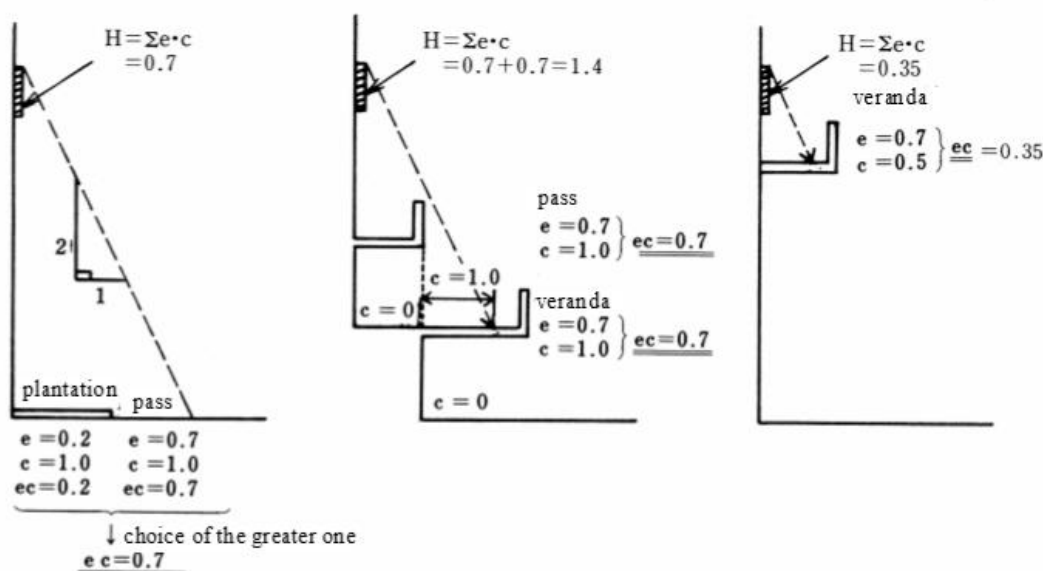 H=Σe•c
=0.7
2
1
plantation
pass
e =0.2
c =1.0
ec=0.2
e =0.7
c =1.0
ec=0.7
↓ choice of the greater one
e c=0.7
H=Σe•c
=0.7+0.7=1.4
pass
e =0.7
c =1.0
} ec=0.7
c =1.0
c = 0
veranda
e =0.7
c =1.0
} ec=0.7
c = 0
H=Σe•c
=0.35
veranda
e =0.7
c =0.5
} ec =0.35